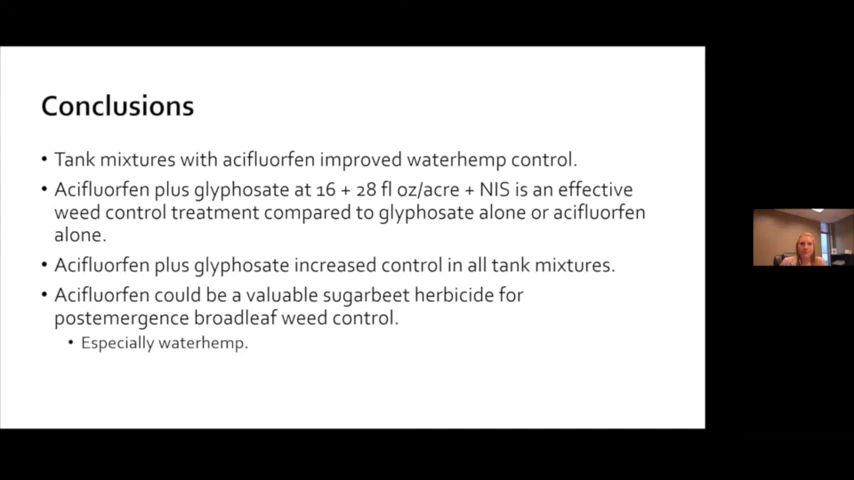 Conclusions
• Tank mixtures with acifluorfen improved waterhemp control.
• Acifluorfen plus glyphosate at 16 + 28 fl oz/acre + NIS is an effective
weed control treatment compared to glyphosate alone or acifluorfen
alone.
• Acifluorfen plus glyphosate increased control in all tank mixtures.
• Acifluorfen could be a valuable sugarbeet herbicide for
postemergence broadleaf weed control.
• Especially waterhemp.